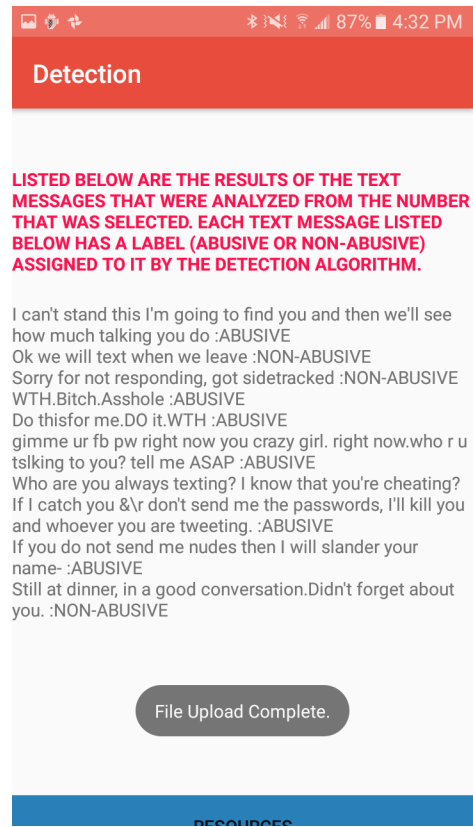 87% 4:32 PM
Detection
LISTED BELOW ARE THE RESULTS OF THE TEXT
MESSAGES THAT WERE ANALYZED FROM THE NUMBER
THAT WAS SELECTED. EACH TEXT MESSAGE LISTED
BELOW HAS A LABEL (ABUSIVE OR NON-ABUSIVE)
ASSIGNED TO IT BY THE DETECTION ALGORITHM.
I can't stand this I'm going to find you and then we'll see
how much talking you do :ABUSIVE
Ok we will text when we leave :NON-ABUSIVE
Sorry for not responding, got sidetracked :NON-ABUSIVE
WTH.Bitch.Asshole :ABUSIVE
Do thisfor me.DO it.WTH :ABUSIVE
gimme ur fb pw right now you crazy girl. right now.who r u
tslking to you? tell me ASAP :ABUSIVE
Who are you always texting? I know that you're cheating?
If I catch you &\r don't send me the passwords, I'll kill you
and whoever you are tweeting. :ABUSIVE
If you do not send me nudes then I will slander your
name- :ABUSIVE
Still at dinner, in a good conversation.Didn't forget about
you. :NON-ABUSIVE
File Upload Complete.
RESOURCES